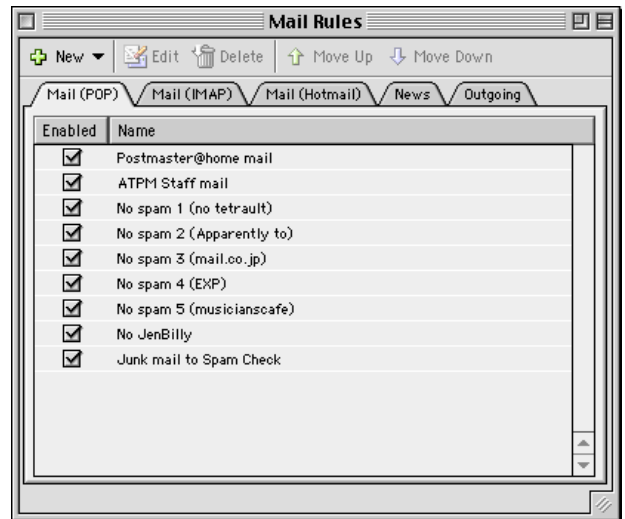 Mail Rules
New Edit Delete Move Up Move Down
Mail (POP) Mail (IMAP) Mail (Hotmail) News Outgoing
Enabled Name
Postmaster@home mail
ATPM Staff mail
No spam 1 (no tetrault)
No spam 2 (Apparently to)
No spam 3 (mail.co.jp)
No spam 4 (EXP)
No spam 5 (musicianscafe)
No JenBilly
Junk mail to Spam Check